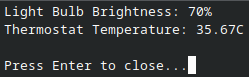 Light Bulb Brightness: 70%
Thermostat Temperature: 35.67C
Press Enter to close...